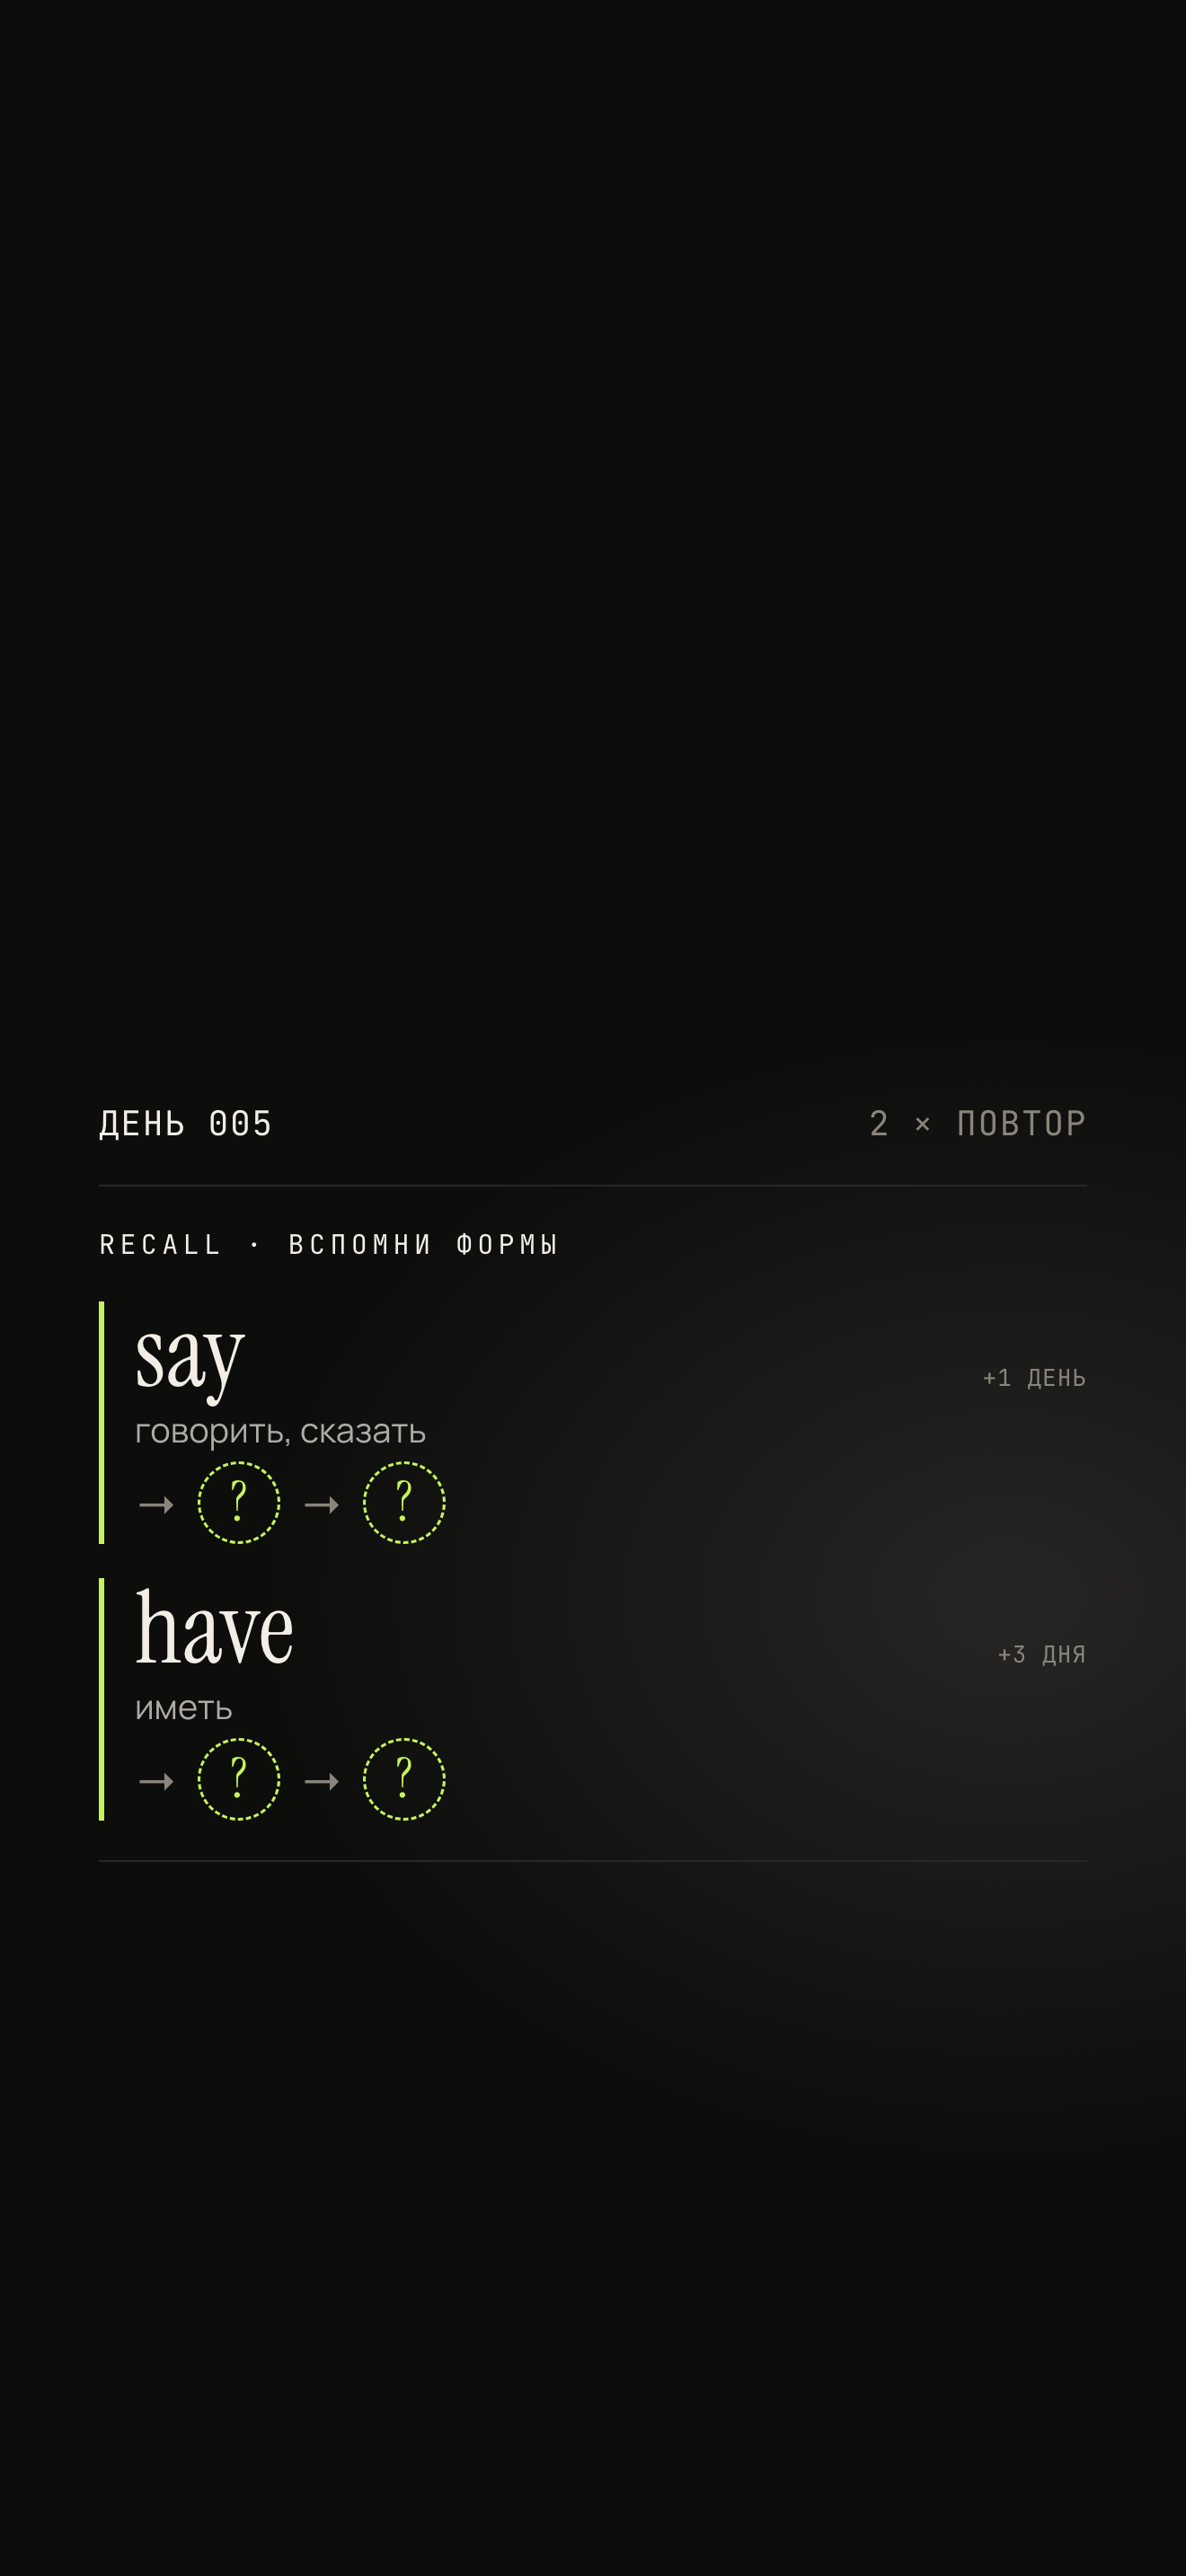 ДЕНЬ 005
2 × ПОВТОР
RECALL · ВСПОМНИ ФОРМЫ
say
+1 ДЕНЬ
говорить, сказать
→ ? → ?
have
+3 ДНЯ
иметь
→ ? → ?